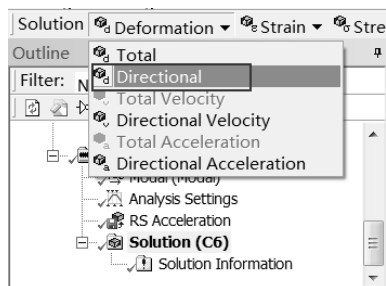 Solution Deformation Strain Stre
Outline
Total
Filter:
Directional
Total Velocity
Directional Velocity
Total Acceleration
Directional Acceleration
Modal (Modal)
Analysis Settings
RS Acceleration
Solution (C6)
Solution Information